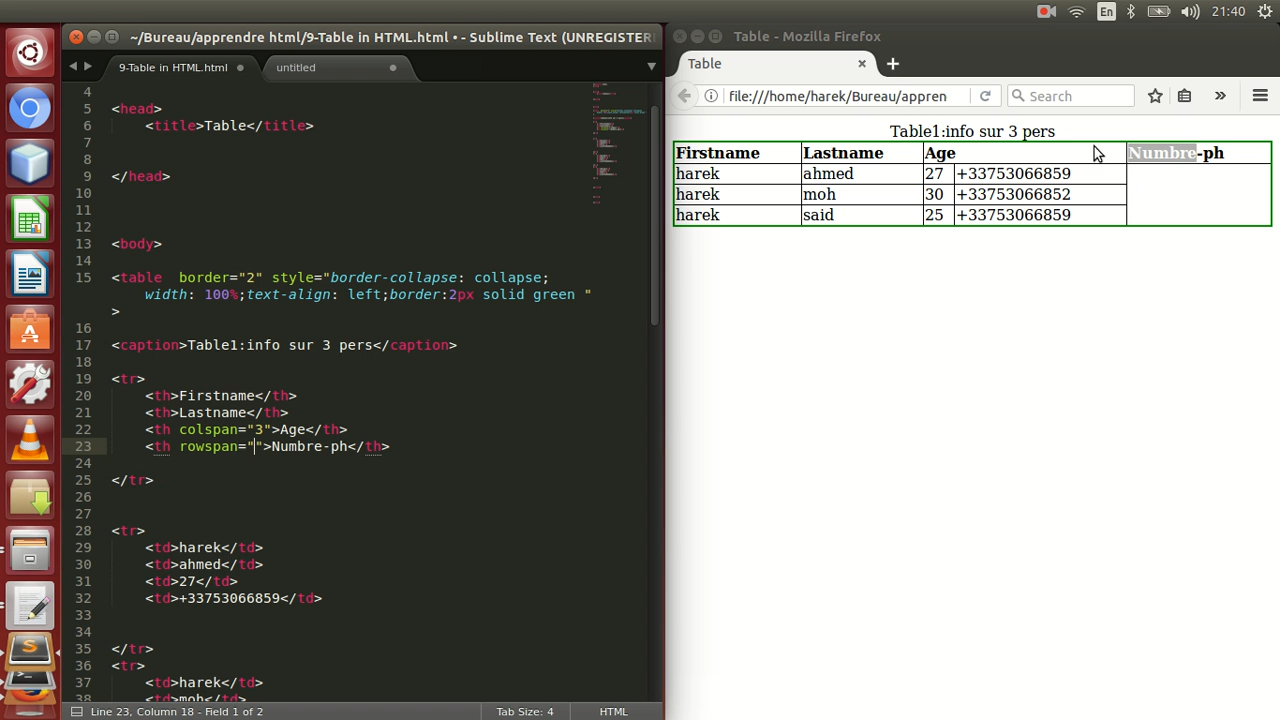 En
21:40
~/Bureau/apprendre html/9-Table in HTML.html • - Sublime Text (UNREGISTER
9-Table in HTML.html
untitled
4
5 <head>
6 <title>Table</title>
7
8
9 </head>
10
11
12
13 <body>
14
15 <table  border="2" style="border-collapse: collapse;
width: 100%;text-align: left;border:2px solid green "
>
16
17 <caption>Table1:info sur 3 pers</caption>
18
19 <tr>
20 <th>Firstname</th>
21 <th>Lastname</th>
22 <th colspan="3">Age</th>
23 <th rowspan="">Numbre-ph</th>
24
25 </tr>
26
27
28 <tr>
29 <td>harek</td>
30 <td>ahmed</td>
31 <td>27</td>
32 <td>+33753066859</td>
33
34
35 </tr>
36 <tr>
37 <td>harek</td>
38 <td>moh</td>
Line 23, Column 18 - Field 1 of 2
Tab Size: 4
HTML
Table - Mozilla Firefox
Table
file:///home/harek/Bureau/appren
Search
Table1:info sur 3 pers
Firstname Lastname Age Numbre-ph
harek ahmed 27 +33753066859
harek moh 30 +33753066852
harek said 25 +33753066859